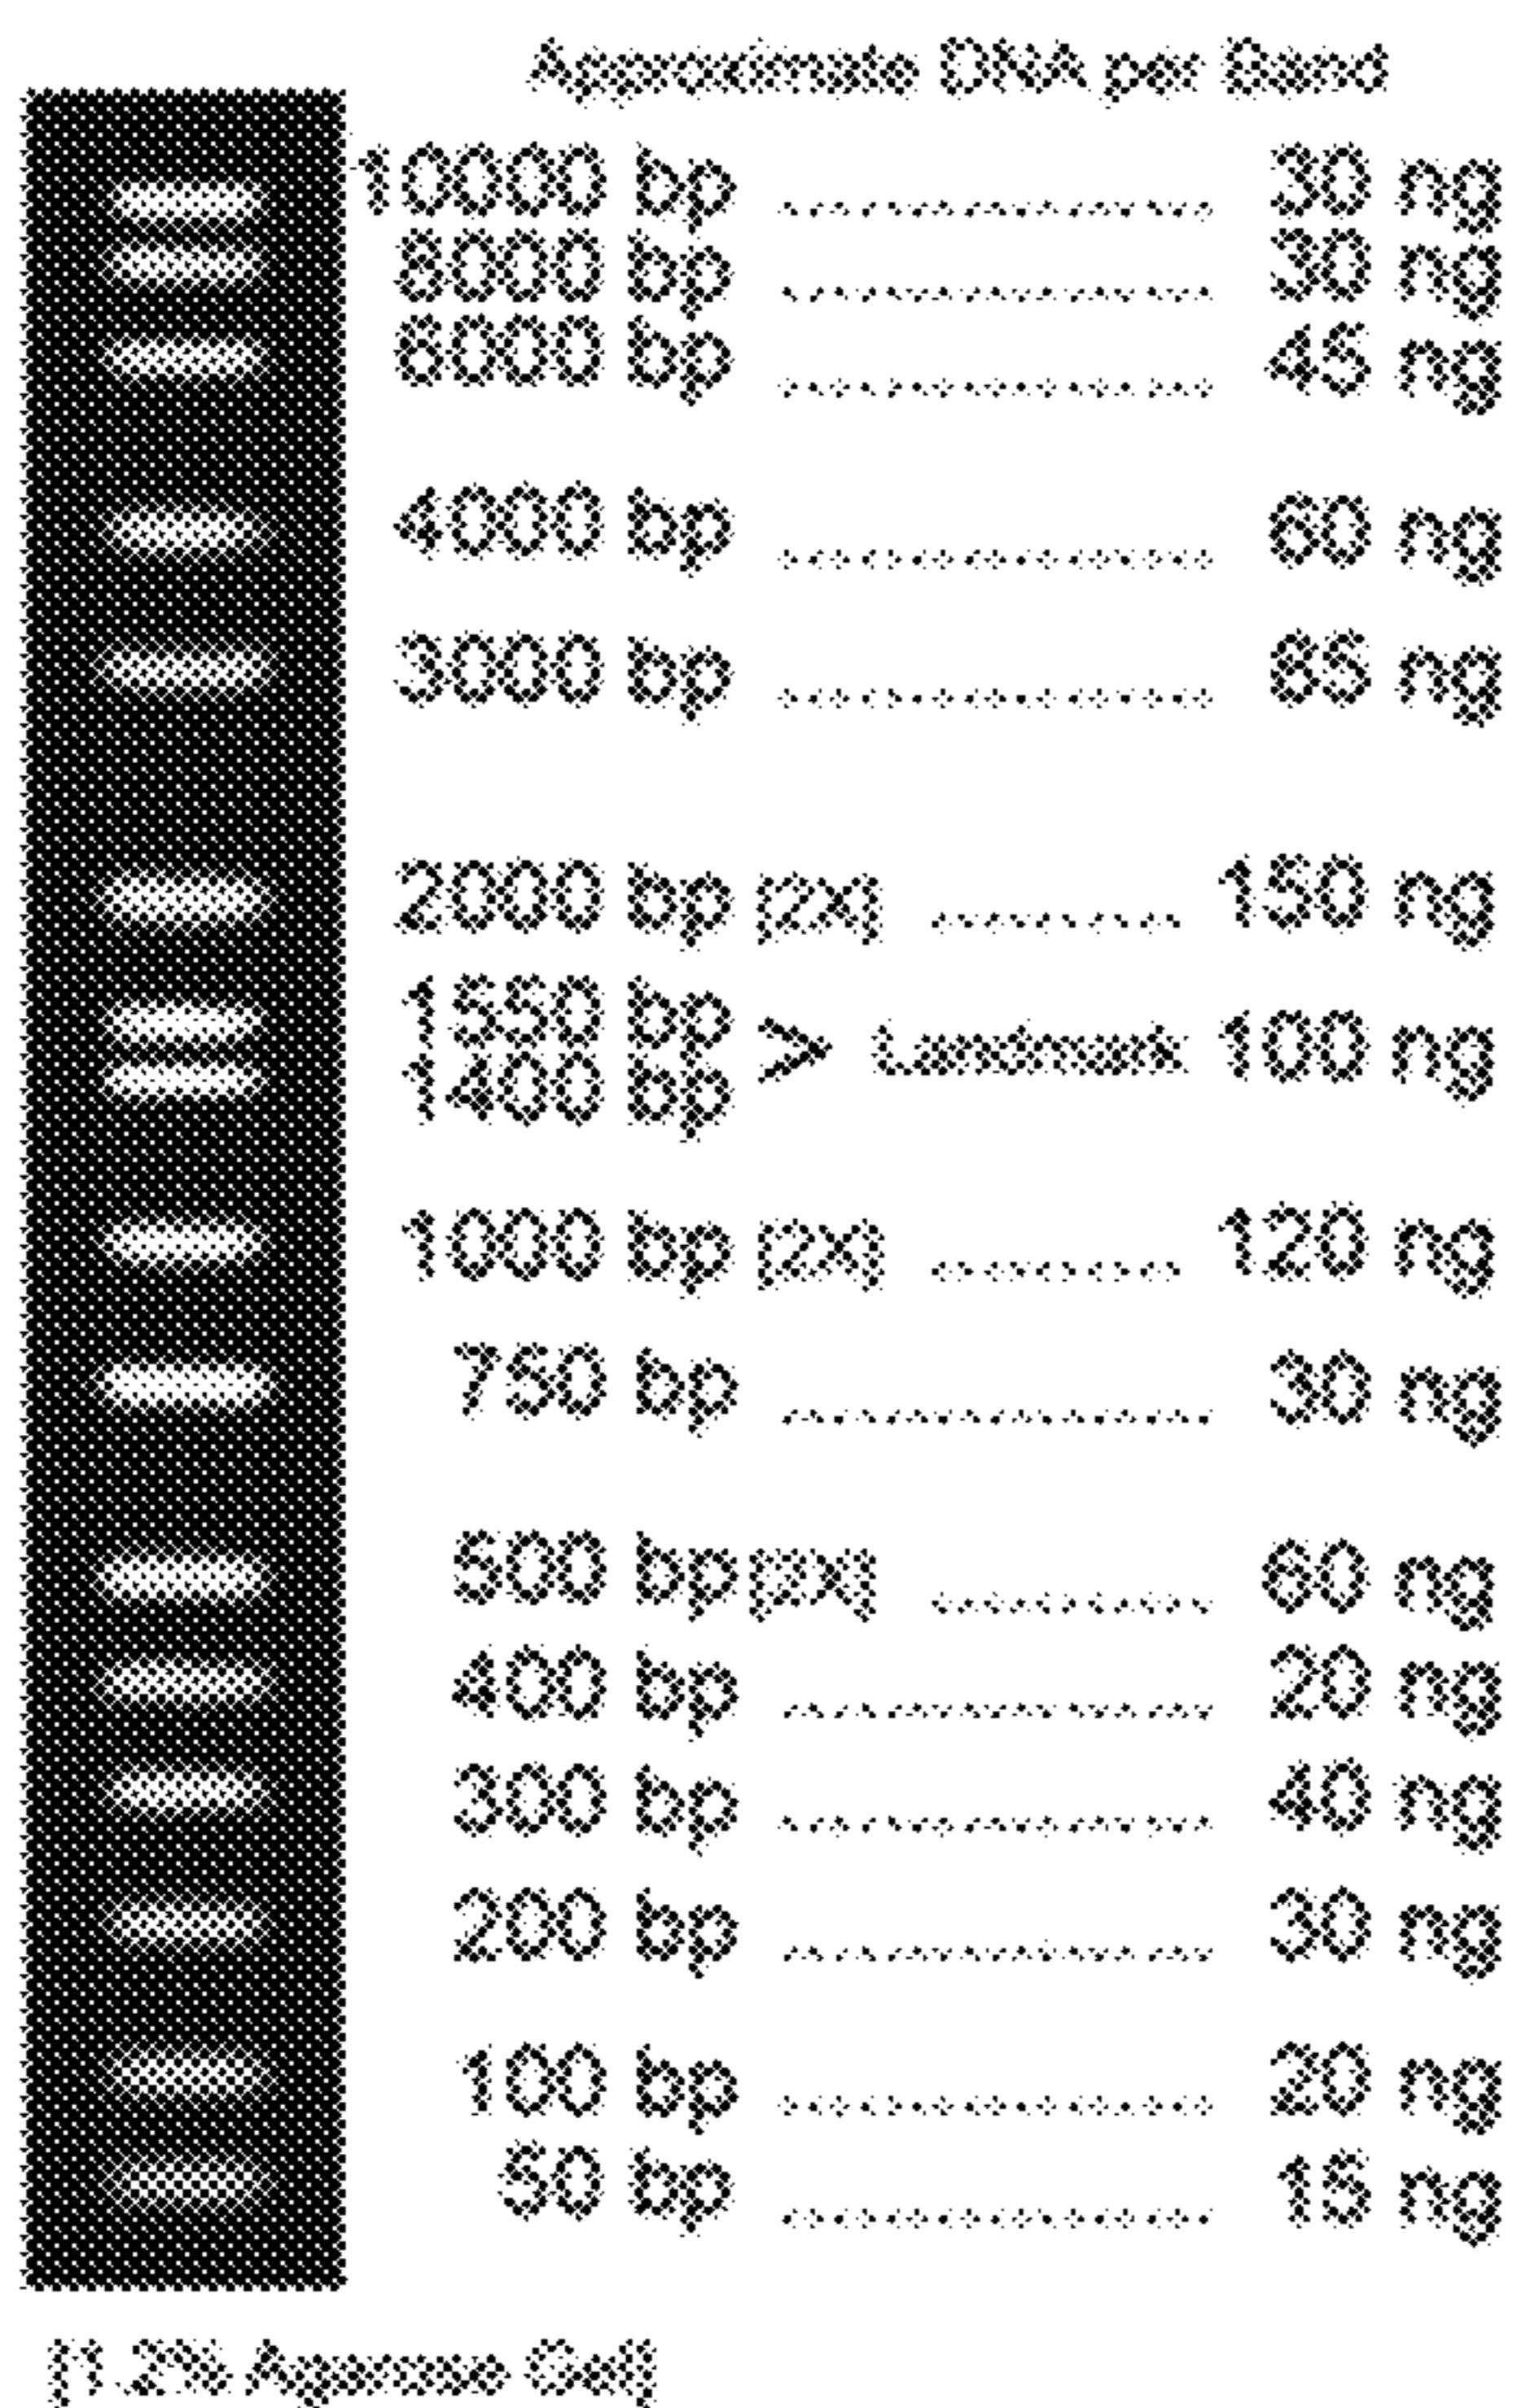 Approximate DNA per Band
10000 bp ................. 30 ng
8000 bp ................. 30 ng
6000 bp ................. 45 ng
4000 bp ................. 60 ng
3000 bp ................. 85 ng
2000 bp [2X] .......... 150 ng
1550 bp
> Landmark 100 ng
1400 bp
1000 bp [2X] .......... 120 ng
750 bp ................. 30 ng
500 bp [2X] ........... 60 ng
400 bp ................. 20 ng
300 bp ................. 40 ng
200 bp ................. 30 ng
100 bp ................. 20 ng
50 bp ................. 15 ng
[1.2% Agarose Gel]